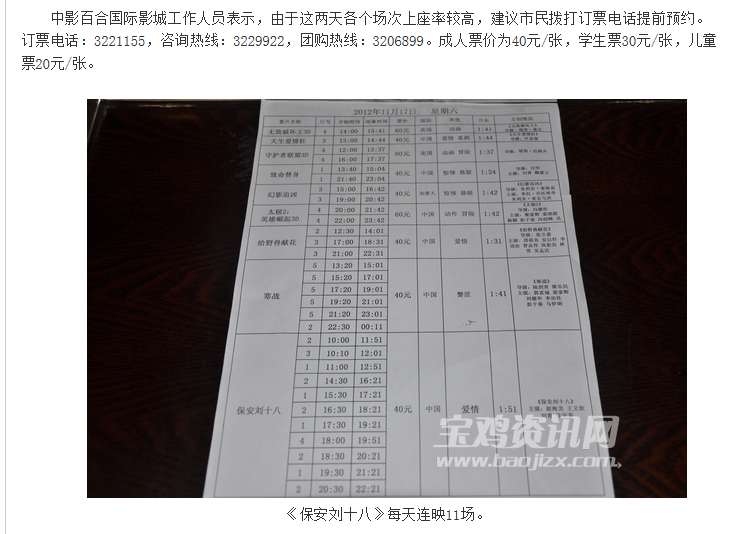 中影百合国际影城工作人员表示，由于这两天各个场次上座率较高，建议市民拨打订票电话提前预约。
订票电话：3221155，咨询热线：3229922，团购热线：3206899。成人票价为40元/张，学生票30元/张，儿童
票20元/张。
2012年11月17日 星期六
影片名称 厅号 开始时间 结束时间 票价 国别 类型 片长 主创情况
无敌破坏王3D 4 14:00 15:41 60元 美国 动画 1:41
天生爱情狂 3 13:00 14:44 40元 中国 爱情 喜剧 1:44
守护者联盟3D 4 12:00 13:37 60元 美国 动画 冒险 1:37
4 16:00 17:37
致命替身 1 13:40 15:04 40元 中国 惊悚 悬疑 1:24
1 21:40 23:04
幻影追凶 3 15:00 16:42 40元 加拿大 惊悚 悬疑 1:42
3 19:00 20:42
太极2：
英雄崛起3D 4 20:00 21:42 60元 中国 动作 冒险 1:42
4 22:00 23:42
给野兽献花 2 12:30 14:01 40元 中国 爱情 1:31
3 17:00 18:31
3 21:00 22:31
寒战 5 13:20 15:01 40元 中国 警匪 1:41
5 15:20 17:01
5 17:20 19:01
5 19:20 21:01
5 21:20 23:01
2 22:30 00:11
《寒战》
保安刘十八 2 10:00 11:51 40元 中国 爱情 1:51
3 10:10 12:01
1 11:00 12:51
2 14:30 16:21
1 15:30 17:21
2 16:30 18:21
1 17:30 19:21
4 18:00 19:51
2 18:30 20:21
1 19:30 21:21
2 20:30 22:21
《保安刘十八》
宝鸡资讯网
www.baojizx.com
《保安刘十八》每天连映11场。